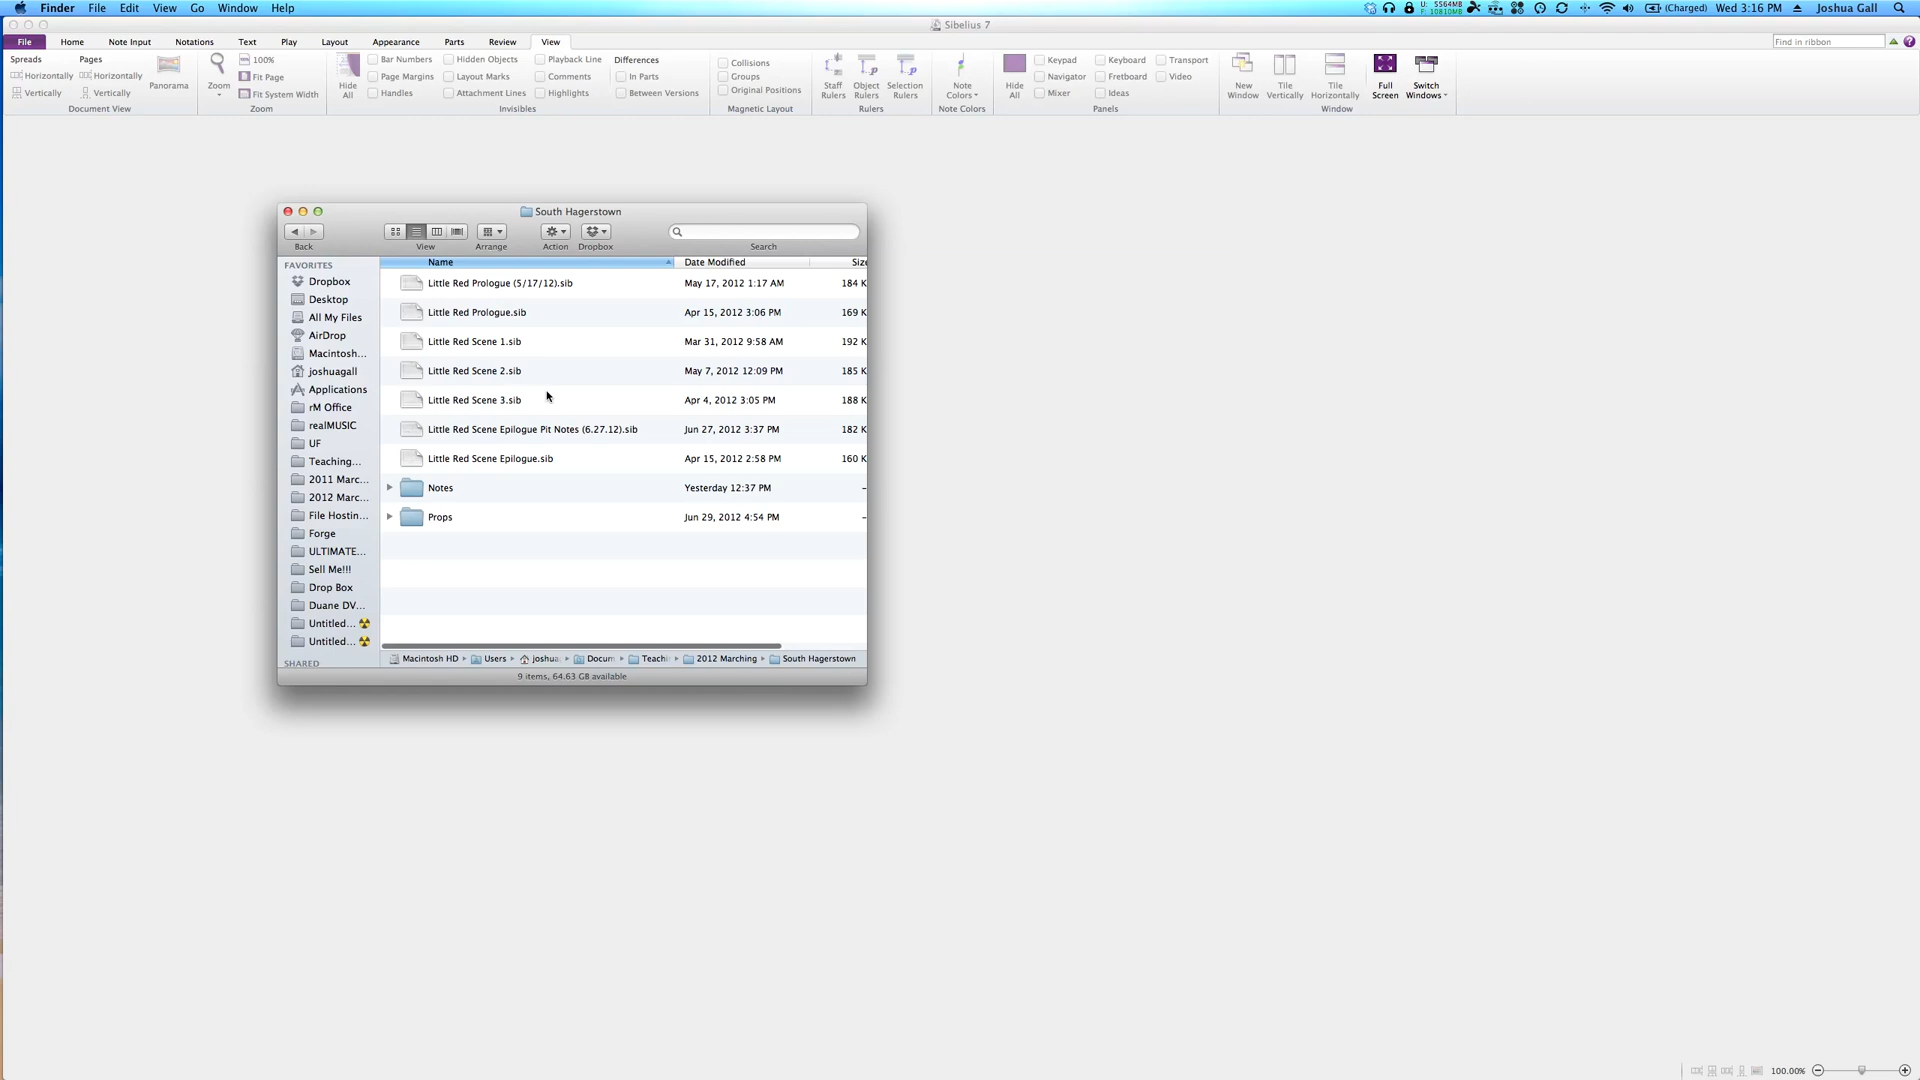 Finder File Edit View Go Window Help
U: 5564MB
F: 10810MB
(Charged) Wed 3:16 PM Joshua Gall
Sibelius 7
File Home Note Input Notations Text Play Layout Appearance Parts Review View
Find in ribbon
Spreads Pages 100% Bar Numbers Hidden Objects Playback Line Differences Collisions Keypad Keyboard Transport
Horizontally Horizontally Fit Page Page Margins Layout Marks Comments In Parts Groups Navigator Fretboard Video
Vertically Vertically Panorama Zoom Fit System Width Hide All Handles Attachment Lines Highlights Between Versions Original Positions Staff Rulers Object Rulers Selection Rulers Note Colors Hide All Mixer Ideas New Window Tile Vertically Tile Horizontally Full Screen Switch Windows
Document View Zoom Invisibles Magnetic Layout Rulers Note Colors Panels Window
South Hagerstown
Back View Arrange Action Dropbox Search
Name Date Modified Size
Little Red Prologue (5/17/12).sib May 17, 2012 1:17 AM 184 K
Little Red Prologue.sib Apr 15, 2012 3:06 PM 169 K
Little Red Scene 1.sib Mar 31, 2012 9:58 AM 192 K
Little Red Scene 2.sib May 7, 2012 12:09 PM 185 K
Little Red Scene 3.sib Apr 4, 2012 3:05 PM 188 K
Little Red Scene Epilogue Pit Notes (6.27.12).sib Jun 27, 2012 3:37 PM 182 K
Little Red Scene Epilogue.sib Apr 15, 2012 2:58 PM 160 K
Notes Yesterday 12:37 PM –
Props Jun 29, 2012 4:54 PM –
FAVORITES
Dropbox
Desktop
All My Files
AirDrop
Macintosh...
joshuagall
Applications
rM Office
realMUSIC
UF
Teaching...
2011 Marc...
2012 Marc...
File Hostin...
Forge
ULTIMATE...
Sell Me!!!
Drop Box
Duane DV...
Untitled...
Untitled...
SHARED
Macintosh HD Users joshua Docum Teachi 2012 Marching South Hagerstown
9 items, 64.63 GB available
100.00%